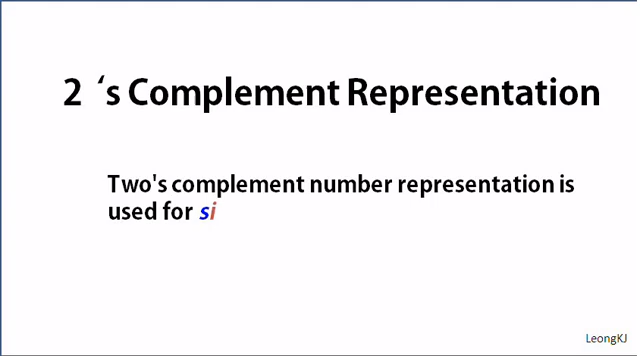 2 ‘s Complement Representation
Two's complement number representation is
used for si
LeongKJ